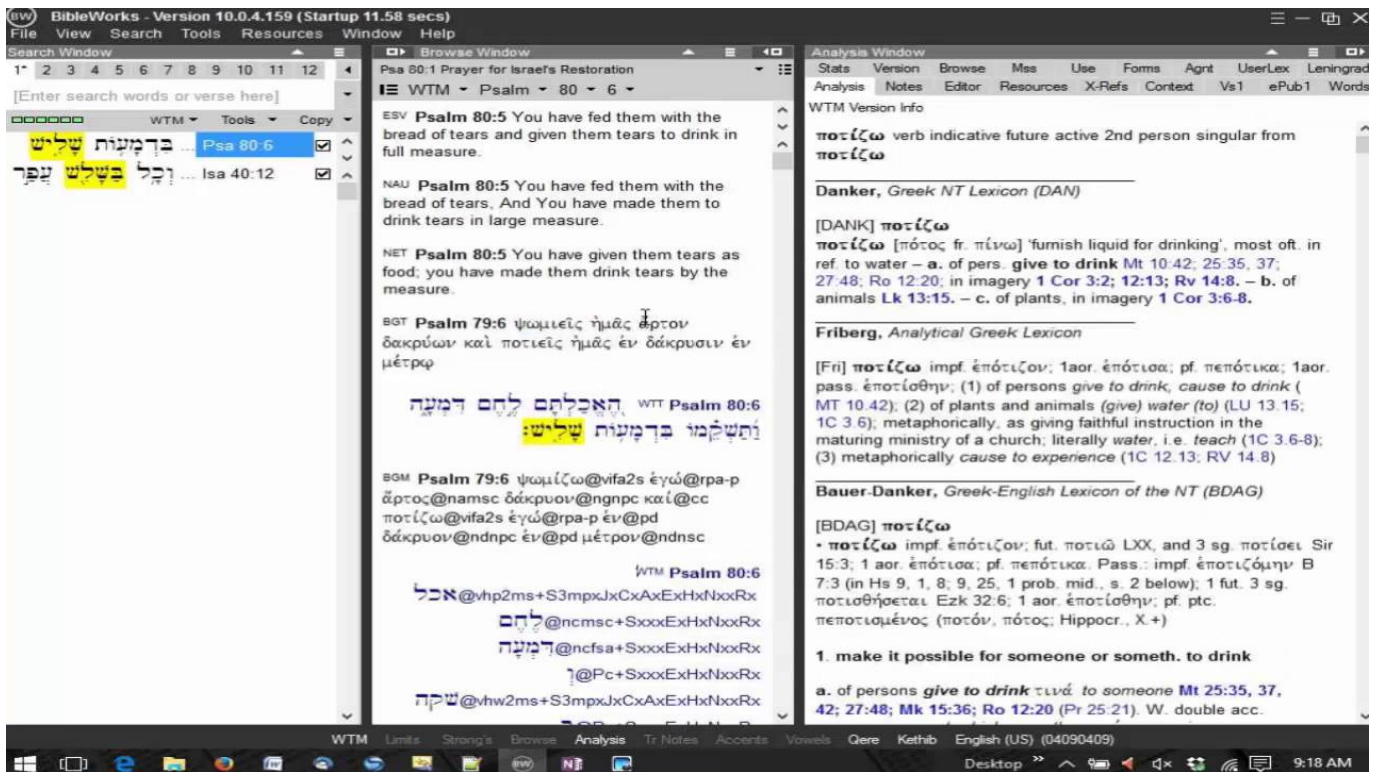 BibleWorks - Version 10.0.4.159 (Startup 11.58 secs)
File View Search Tools Resources Window Help
Search Window
1* 2 3 4 5 6 7 8 9 10 11 12
[Enter search words or verse here]
WTM Tools Copy
בִּדְמָע֥וֹת שָׁלִֽישׁ ... Psa 80:6
וְכָ֥ל בַּשָּׁלִ֖שׁ עֲפַ֣ר ... Isa 40:12
Browse Window
Psa 80:1 Prayer for Israel's Restoration
WTM Psalm 80 6
ESV Psalm 80:5 You have fed them with the
bread of tears and given them tears to drink in
full measure.
NAU Psalm 80:5 You have fed them with the
bread of tears, And You have made them to
drink tears in large measure.
NET Psalm 80:5 You have given them tears as
food; you have made them drink tears by the
measure.
BGT Psalm 79:6 ψωμιεῖς ἡμᾶς ἄρτον
δακρύων καὶ ποτιεῖς ἡμᾶς ἐν δάκρυσιν ἐν
μέτρῳ
WTT Psalm 80:6 הֶ֭אֱכַלְתָּם לֶ֣חֶם דִּמְעָ֑ה
וַ֝תַּשְׁקֵ֗מוֹ בִּדְמָע֥וֹת שָׁלִֽישׁ׃
BGM Psalm 79:6 ψωμίζω@vifa2s ἐγώ@rpa-p
ἄρτος@namsc δάκρυον@ngnpc καί@cc
ποτίζω@vifa2s ἐγώ@rpa-p ἐν@pd
δάκρυον@ndnpc ἐν@pd μέτρον@ndnsc
WTM Psalm 80:6
אכל@vhp2ms+S3mpxJxCxAxExHxNxxRx
לֶחֶם@ncmsc+SxxxExHxNxxRx
דִּמְעָה@ncfsa+SxxxExHxNxxRx
וְ@Pc+SxxxExHxNxxRx
שׁקה@vhw2ms+S3mpxJxCxAxExHxNxxRx
Analysis Window
Stats Version Browse Mss Use Forms Agnt UserLex Leningrad
Analysis Notes Editor Resources X-Refs Context Vs1 ePub1 Words
WTM Version Info
ποτίζω verb indicative future active 2nd person singular from
ποτίζω
Danker, Greek NT Lexicon (DAN)
[DANK] ποτίζω
ποτίζω [πότος fr. πίνω] 'furnish liquid for drinking', most oft. in
ref. to water – a. of pers. give to drink Mt 10:42; 25:35, 37;
27:48; Ro 12:20; in imagery 1 Cor 3:2; 12:13; Rv 14:8. – b. of
animals Lk 13:15. – c. of plants, in imagery 1 Cor 3:6-8.
Friberg, Analytical Greek Lexicon
[Fri] ποτίζω impf. ἐπότιζον; 1aor. ἐπότισα; pf. πεπότικα; 1aor.
pass. ἐποτίσθην; (1) of persons give to drink, cause to drink (
MT 10.42); (2) of plants and animals (give) water (to) (LU 13.15;
1C 3.6); metaphorically, as giving faithful instruction in the
maturing ministry of a church; literally water, i.e. teach (1C 3.6-8);
(3) metaphorically cause to experience (1C 12.13; RV 14.8)
Bauer-Danker, Greek-English Lexicon of the NT (BDAG)
[BDAG] ποτίζω
• ποτίζω impf. ἐπότιζον; fut. ποτιῶ LXX, and 3 sg. ποτίσει Sir
15:3; 1 aor. ἐπότισα; pf. πεπότικα. Pass.: impf. ἐποτιζόμην B
7:3 (in Hs 9, 1, 8; 9, 25, 1 prob. mid., s. 2 below); 1 fut. 3 sg.
ποτισθήσεται Ezk 32:6; 1 aor. ἐποτίσθην; pf. ptc.
πεποτισμένος (ποτόν, πότος; Hippocr., X.+)
1. make it possible for someone or someth. to drink
a. of persons give to drink τινά to someone Mt 25:35, 37,
42; 27:48; Mk 15:36; Ro 12:20 (Pr 25:21). W. double acc.
WTM Limits Strong's Browse Analysis Tr Notes Accents Vowels Qere Kethib English (US) (04090409)
Desktop 9:18 AM